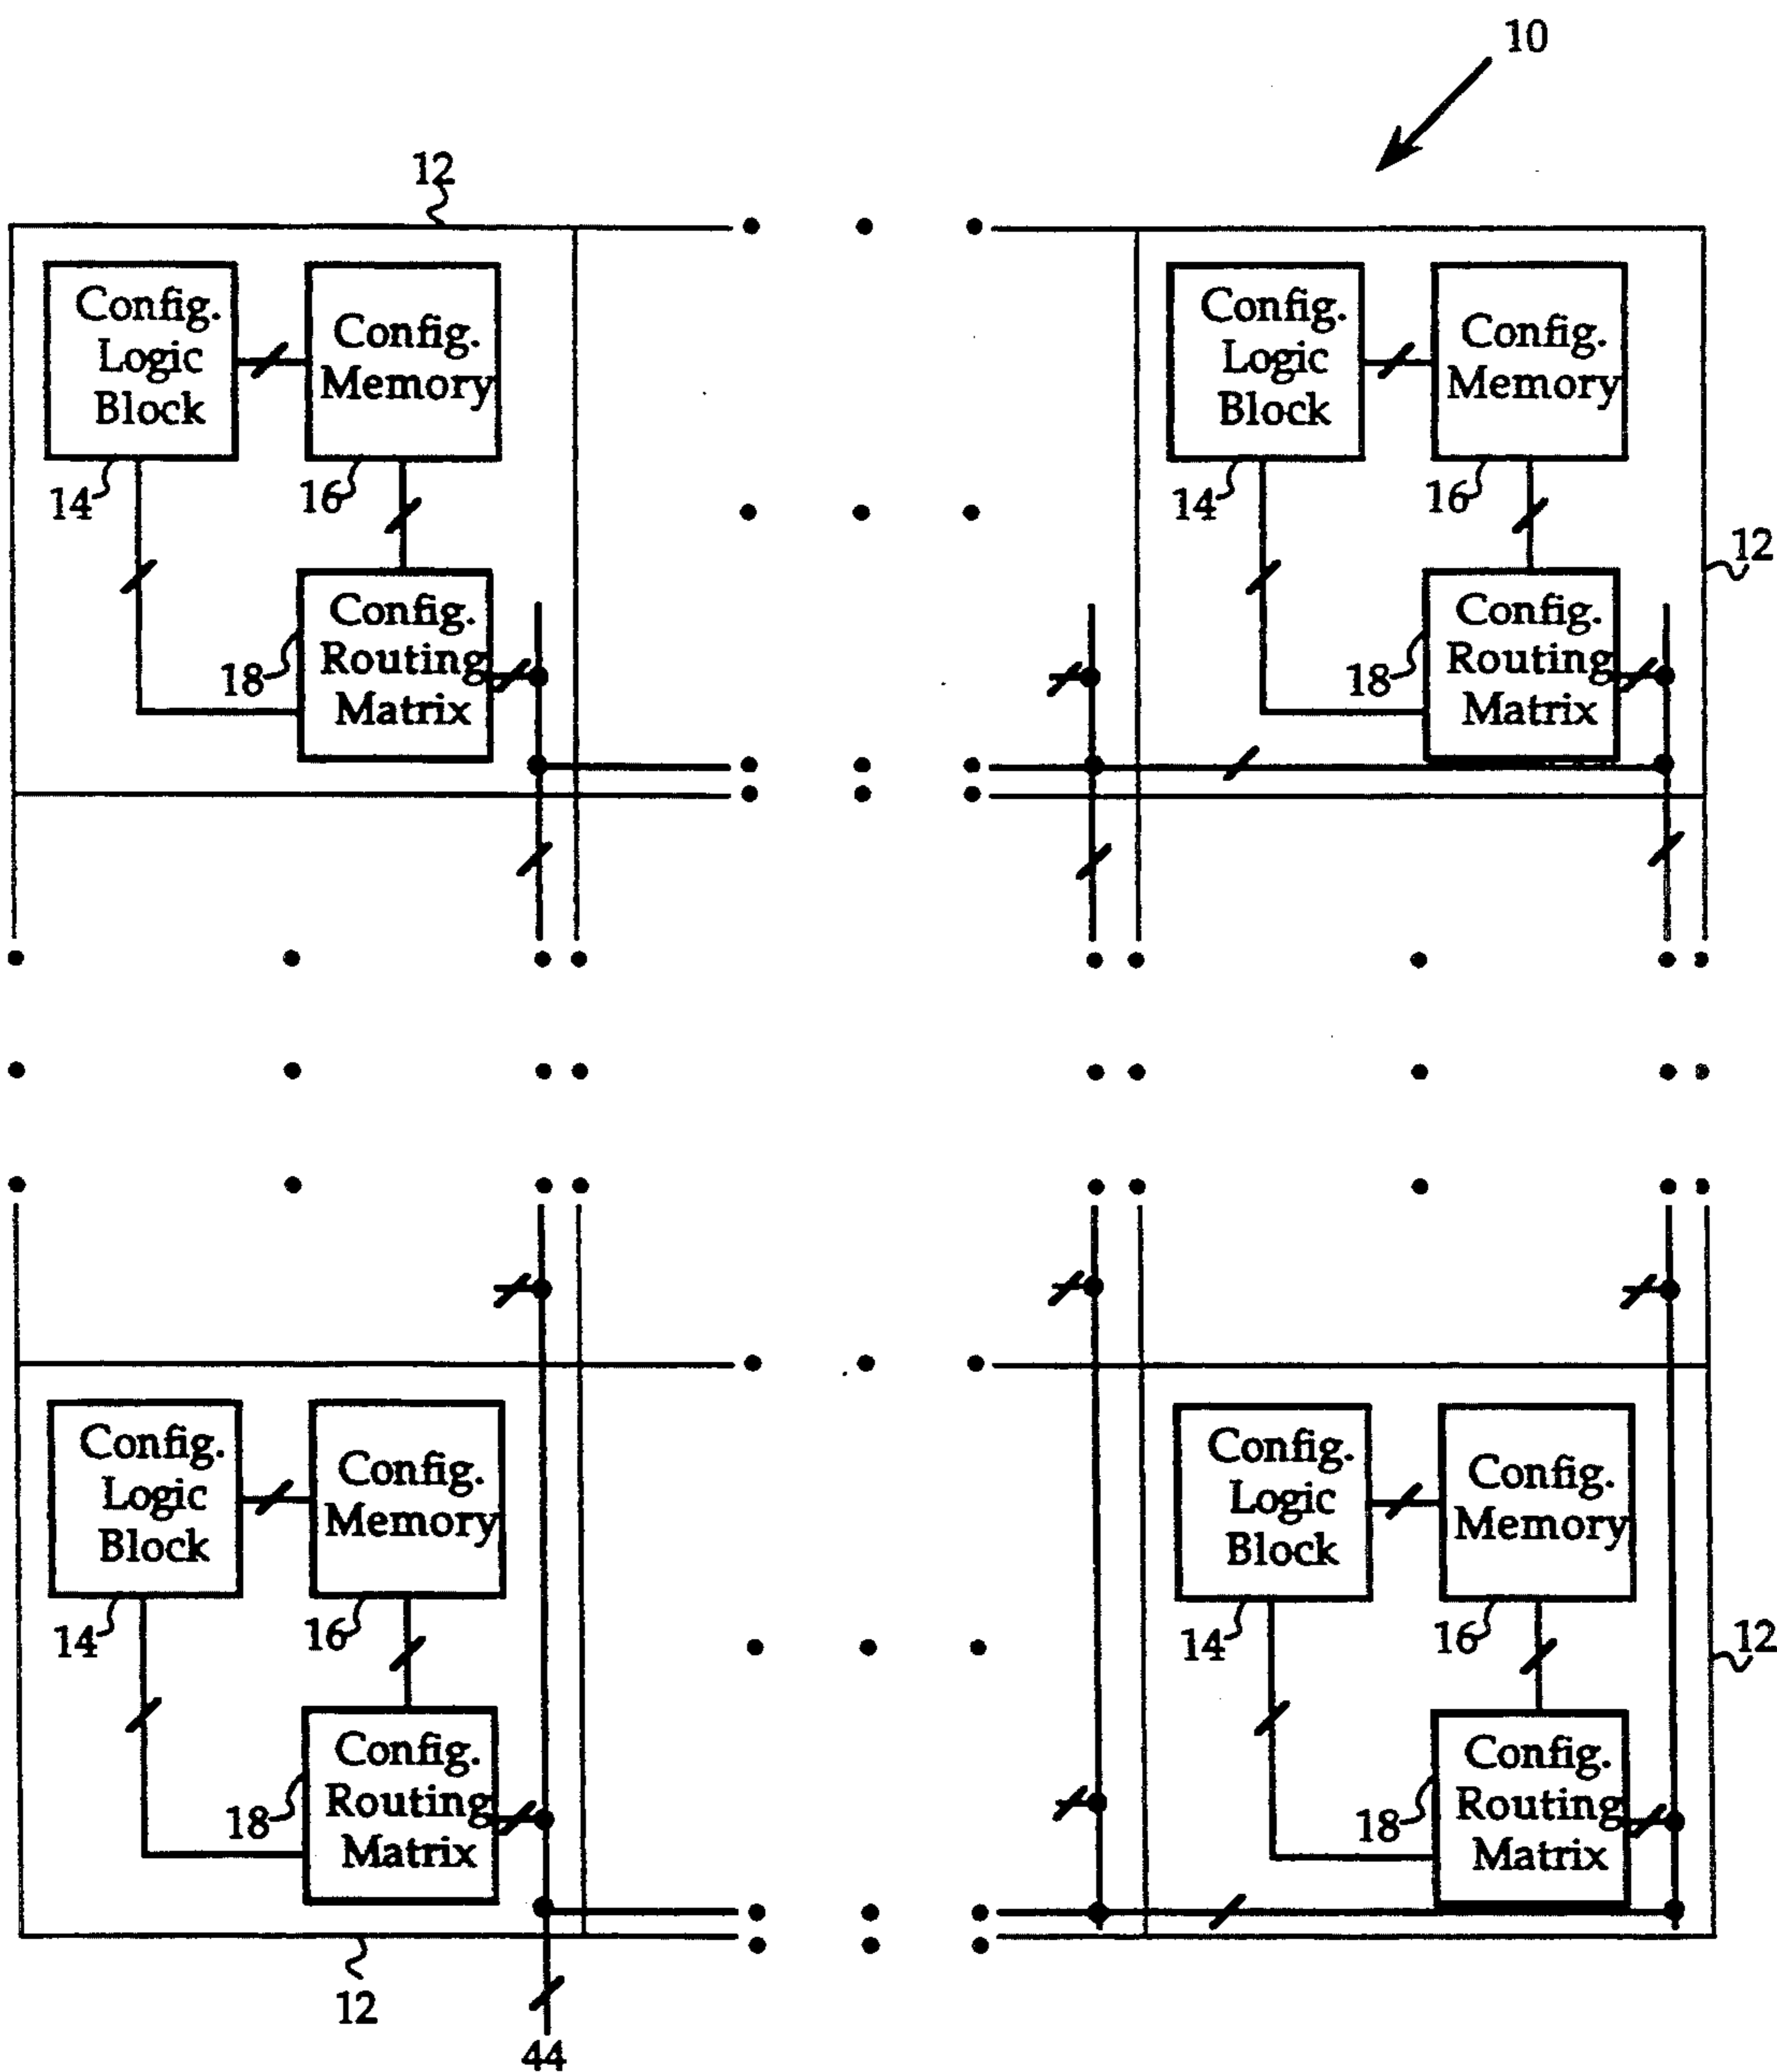 10
12
Config.
Logic
Block
Config.
Memory
14
16
Config.
Routing
Matrix
18
Config.
Logic
Block
Config.
Memory
14
16
12
Config.
Routing
Matrix
18
Config.
Logic
Block
Config.
Memory
14
16
Config.
Routing
Matrix
18
12
44
Config.
Logic
Block
Config.
Memory
14
16
12
Config.
Routing
Matrix
18